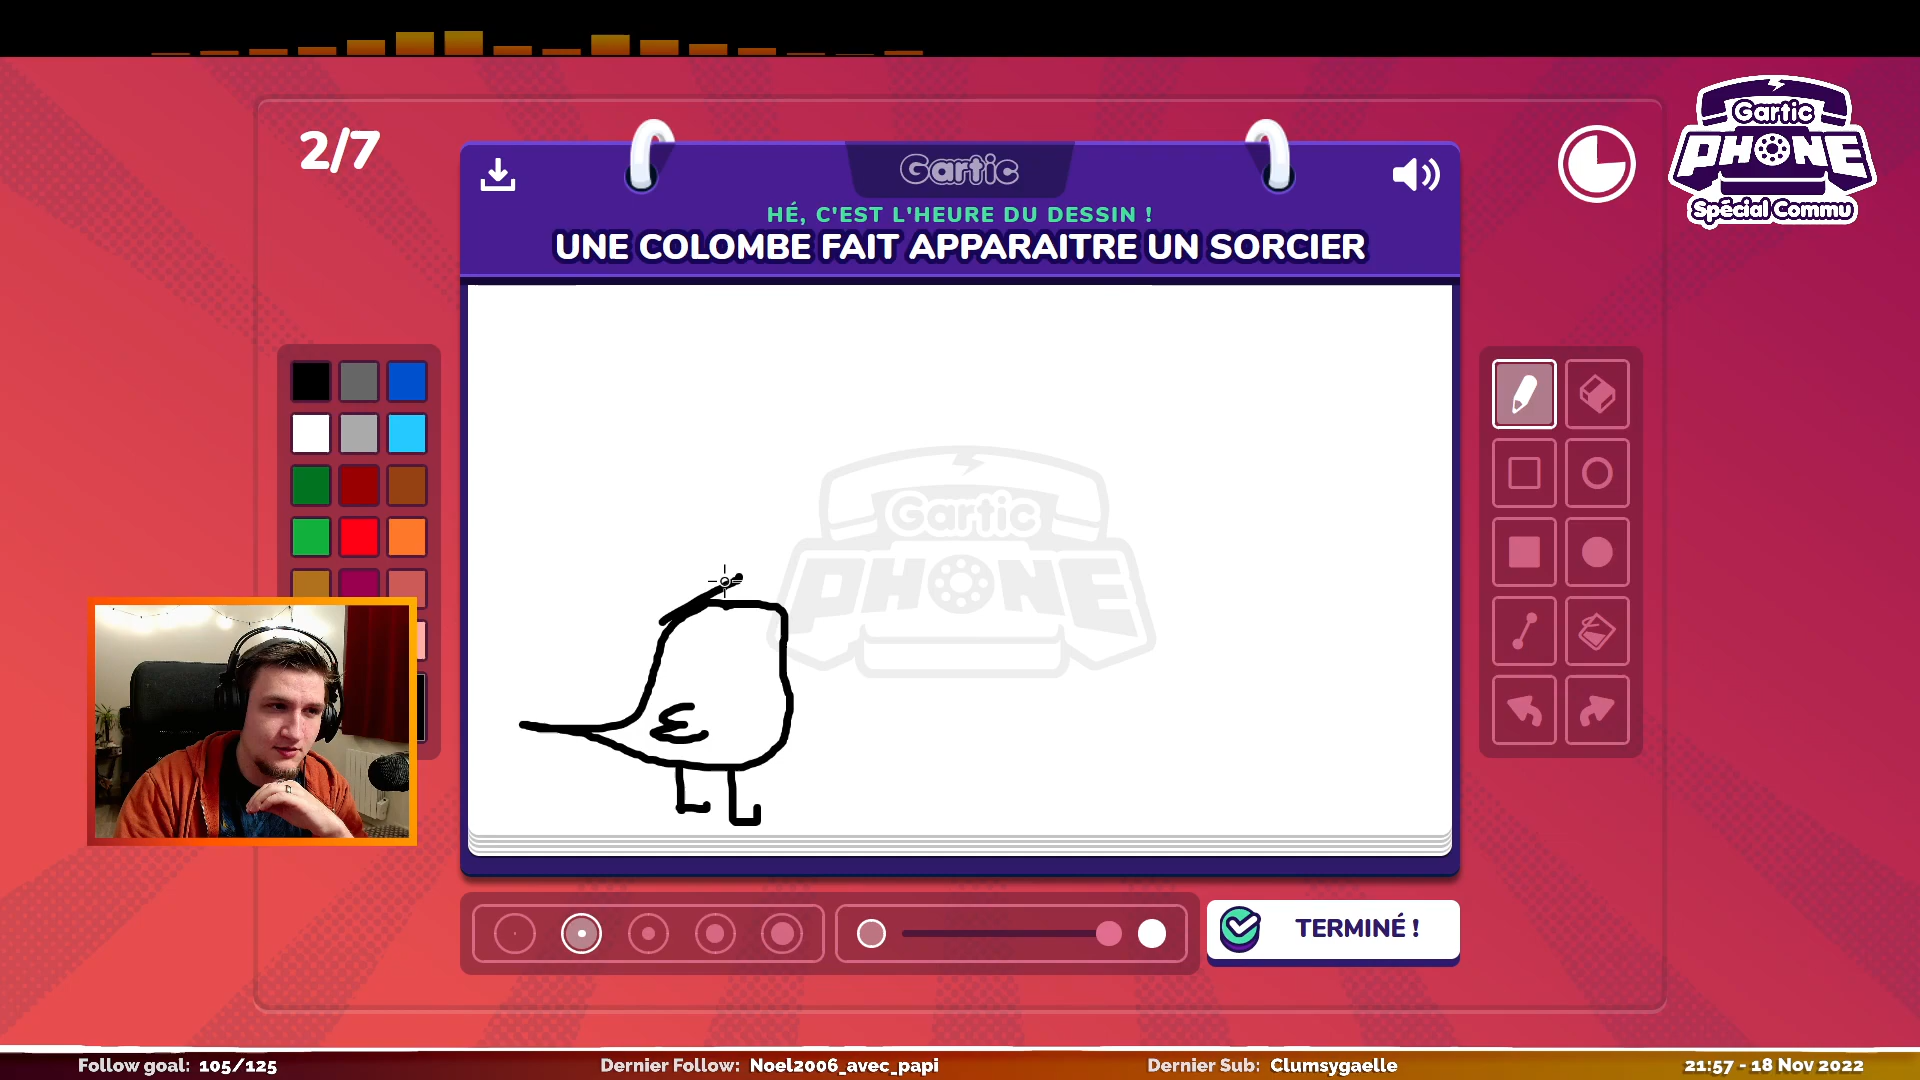 2/7
Gartic
HÉ, C'EST L'HEURE DU DESSIN !
UNE COLOMBE FAIT APPARAITRE UN SORCIER
Gartic
PHONE
Spécial Commu
Gartic
PHONE
TERMINÉ !
Follow goal: 105/125
Dernier Follow: Noel2006_avec_papi
Dernier Sub: Clumsygaelle
21:57 - 18 Nov 2022